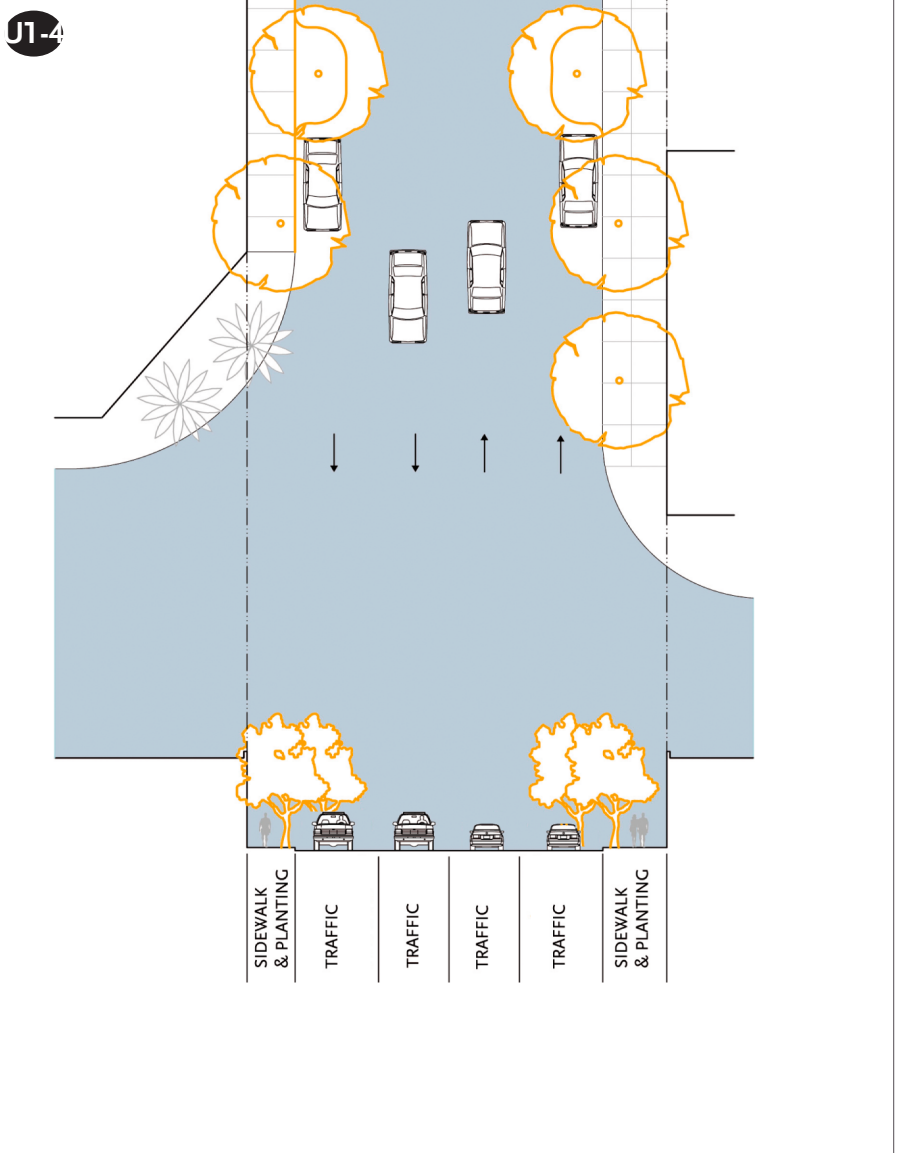 U1-4
SIDEWALK
& PLANTING
TRAFFIC
TRAFFIC
TRAFFIC
TRAFFIC
SIDEWALK
& PLANTING